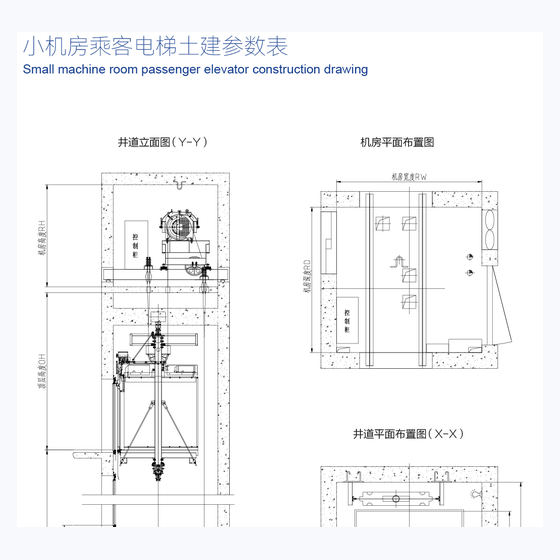 小机房乘客电梯土建参数表
Small machine room passenger elevator construction drawing
井道立面图(Y-Y)
机房平面布置图
机房宽度RW
机房高度RH
控制柜
机房深度RD
控制柜
顶层高度OH
井道平面布置图(X-X)